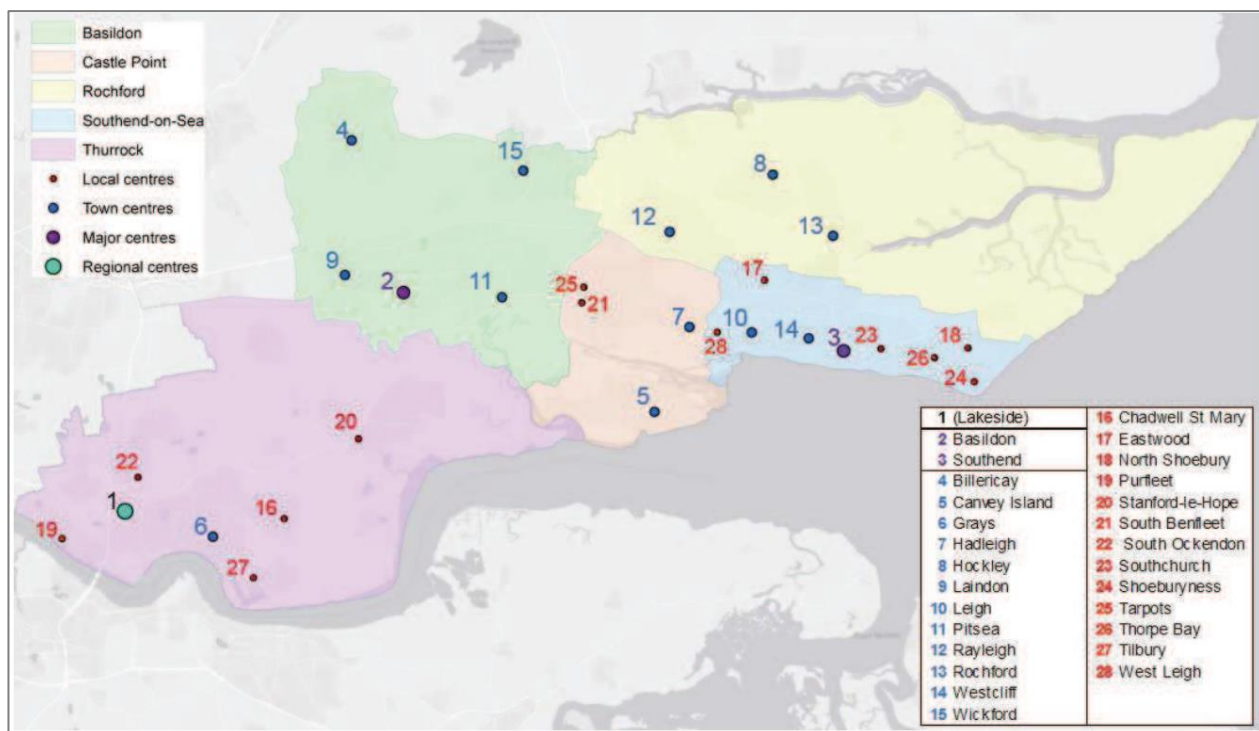 Basildon
Castle Point
Rochford
Southend-on-Sea
Thurrock
Local centres
Town centres
Major centres
Regional centres
4
15
8
12
13
9
2
11
25
21
17
7
28
10
14
3
23
18
26
24
5
20
22
1
16
19
6
27
1 (Lakeside)
2 Basildon
3 Southend
4 Billericay
5 Canvey Island
6 Grays
7 Hadleigh
8 Hockley
9 Laindon
10 Leigh
11 Pitsea
12 Rayleigh
13 Rochford
14 Westcliff
15 Wickford
16 Chadwell St Mary
17 Eastwood
18 North Shoebury
19 Purfleet
20 Stanford-le-Hope
21 South Benfleet
22 South Ockendon
23 Southchurch
24 Shoeburyness
25 Tarpots
26 Thorpe Bay
27 Tilbury
28 West Leigh